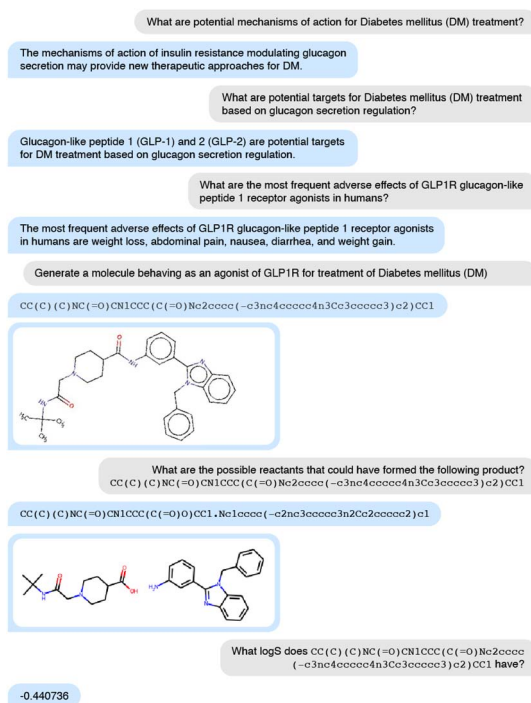 What are potential mechanisms of action for Diabetes mellitus (DM) treatment?
The mechanisms of action of insulin resistance modulating glucagon
secretion may provide new therapeutic approaches for DM.
What are potential targets for Diabetes mellitus (DM) treatment
based on glucagon secretion regulation?
Glucagon-like peptide 1 (GLP-1) and 2 (GLP-2) are potential targets
for DM treatment based on glucagon secretion regulation.
What are the most frequent adverse effects of GLP1R glucagon-like
peptide 1 receptor agonists in humans?
The most frequent adverse effects of GLP1R glucagon-like peptide 1 receptor agonists
in humans are weight loss, abdominal pain, nausea, diarrhea, and weight gain.
Generate a molecule behaving as an agonist of GLP1R for treatment of Diabetes mellitus (DM)
CC(C)(C)NC(=O)CN1CCC(C(=O)Nc2cccc(-c3nc4ccccc4n3Cc3ccccc3)c2)CC1
O
NH
N
N
N
HN
O
H₃C
CH₃
CH₃
What are the possible reactants that could have formed the following product?
CC(C)(C)NC(=O)CN1CCC(C(=O)Nc2cccc(-c3nc4ccccc4n3Cc3ccccc3)c2)CC1
CC(C)(C)NC(=O)CN1CCC(C(=O)O)CC1.Nc1cccc(-c2nc3ccccc3n2Cc2ccccc2)c1
O
O
OH
N
H
N
H₂N
N
N
What logS does CC(C)(C)NC(=O)CN1CCC(C(=O)Nc2cccc
(-c3nc4ccccc4n3Cc3ccccc3)c2)CC1 have?
-0.440736